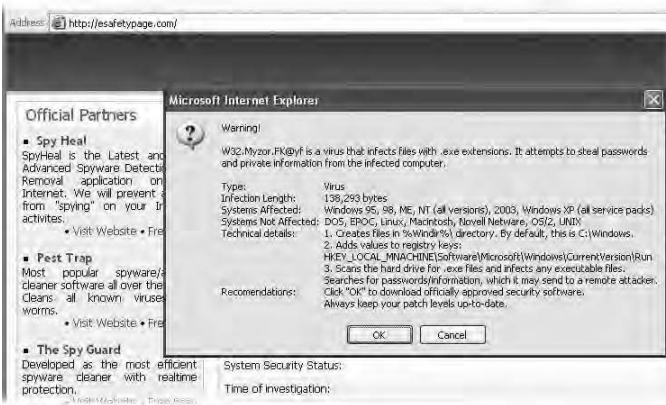 Address http://esafetypage.com/
Official Partners
Spy Heal
SpyHeal is the Latest and
Advanced Spyware Detecti
Removal application on
Internet. We will prevent a
from "spying" on your Ir
activites.
• Visit Website • Fre
Pest Trap
Most popular spyware/a
cleaner software all over the
Cleans all known viruses
worms.
• Visit Website • Fre
The Spy Guard
Developed as the most efficient
spyware cleaner with realtime
protection.
Microsoft Internet Explorer
Warning!
W32.Myzor.FK@yf is a virus that infects files with .exe extensions. It attempts to steal passwords
and private information from the infected computer.
Type: Virus
Infection Length: 138,293 bytes
Systems Affected: Windows 95, 98, ME, NT (all versions), 2003, Windows XP (all service packs)
Systems Not Affected: DOS, EPOC, Linux, Macintosh, Novell Netware, OS/2, UNIX
Technical details: 1. Creates files in %Windir%\ directory. By default, this is C:\Windows.
2. Adds values to registry keys:
HKEY_LOCAL_MNACHINE\Software\Microsoft\Windows\CurrentVersion\Run
3. Scans the hard drive for .exe files and infects any executable files.
Searches for passwords/information, which it may send to a remote attacker.
Recomendations: Click "OK" to download officially approved security software.
Always keep your patch levels up-to-date.
OK Cancel
System Security Status:
Time of investigation: